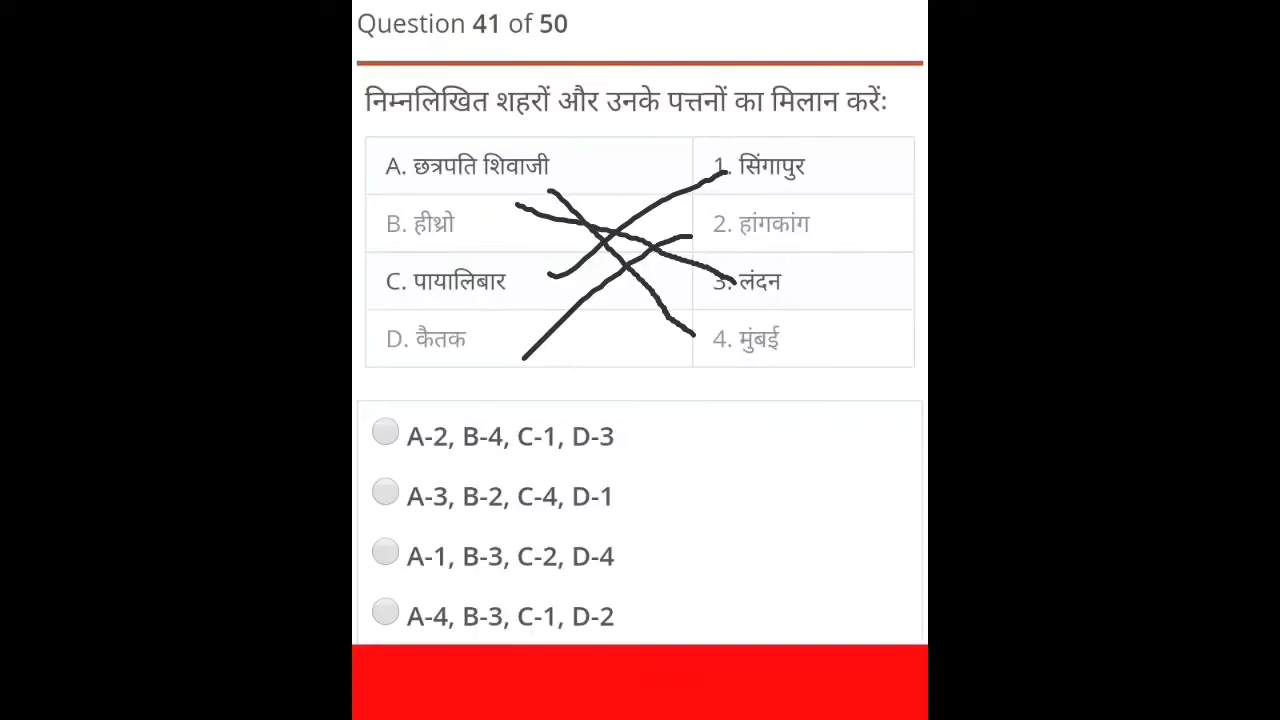 Question 41 of 50
निम्नलिखित शहरों और उनके पत्तनों का मिलान करें:
A. छत्रपति शिवाजी 1. सिंगापुर
B. हीथ्रो 2. हांगकांग
C. पायालिबार 3. लंदन
D. कैतक 4. मुंबई
A-2, B-4, C-1, D-3
A-3, B-2, C-4, D-1
A-1, B-3, C-2, D-4
A-4, B-3, C-1, D-2